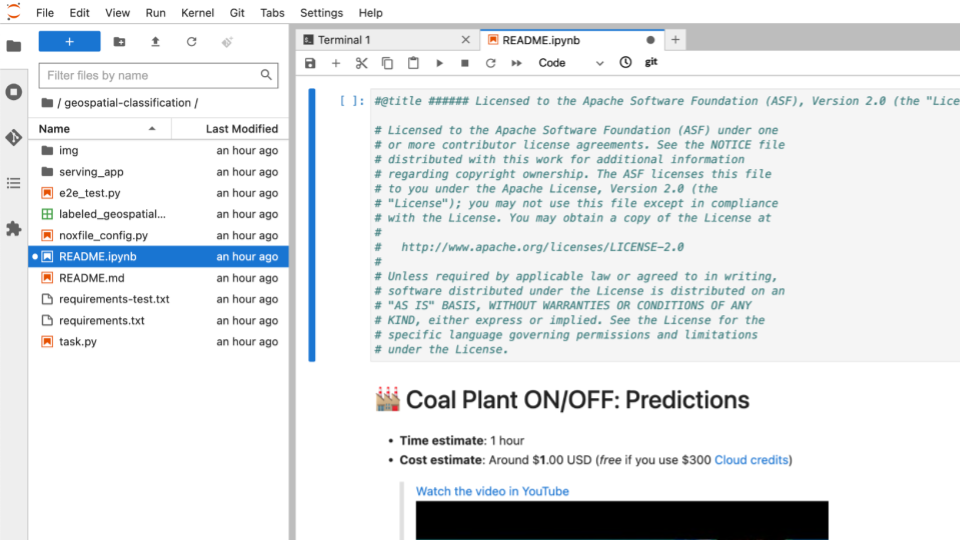 File Edit View Run Kernel Git Tabs Settings Help
+
Terminal 1
README.ipynb
Code
git
Filter files by name
/ geospatial-classification /
Name Last Modified
img an hour ago
serving_app an hour ago
e2e_test.py an hour ago
labeled_geospatial... an hour ago
noxfile_config.py an hour ago
README.ipynb an hour ago
README.md an hour ago
requirements-test.txt an hour ago
requirements.txt an hour ago
task.py an hour ago
[ ]: #@title ###### Licensed to the Apache Software Foundation (ASF), Version 2.0 (the "Lice
# Licensed to the Apache Software Foundation (ASF) under one
# or more contributor license agreements. See the NOTICE file
# distributed with this work for additional information
# regarding copyright ownership. The ASF licenses this file
# to you under the Apache License, Version 2.0 (the
# "License"); you may not use this file except in compliance
# with the License. You may obtain a copy of the License at
#
#   http://www.apache.org/licenses/LICENSE-2.0
#
# Unless required by applicable law or agreed to in writing,
# software distributed under the License is distributed on an
# "AS IS" BASIS, WITHOUT WARRANTIES OR CONDITIONS OF ANY
# KIND, either express or implied. See the License for the
# specific language governing permissions and limitations
# under the License.
Coal Plant ON/OFF: Predictions
• Time estimate: 1 hour
• Cost estimate: Around $1.00 USD (free if you use $300 Cloud credits)
Watch the video in YouTube